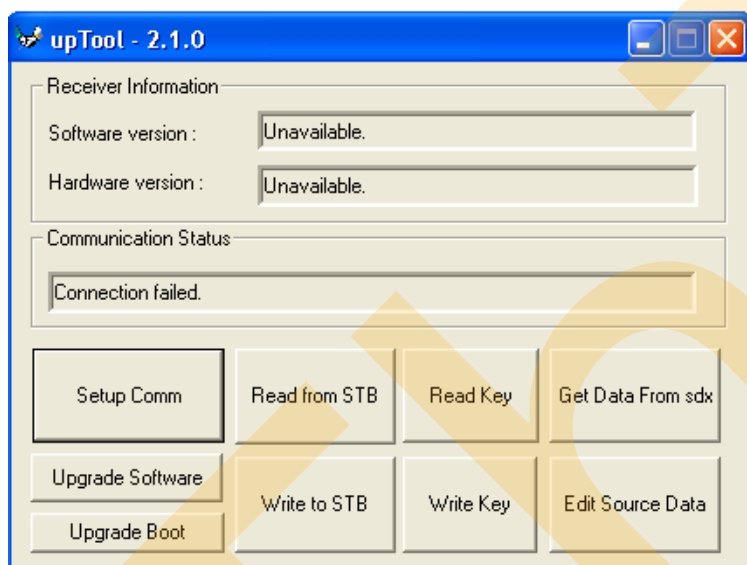 upTool - 2.1.0
Receiver Information
Software version : Unavailable.
Hardware version : Unavailable.
Communication Status
Connection failed.
Setup Comm Read from STB Read Key Get Data From sdx
Upgrade Software
Write to STB Write Key Edit Source Data
Upgrade Boot